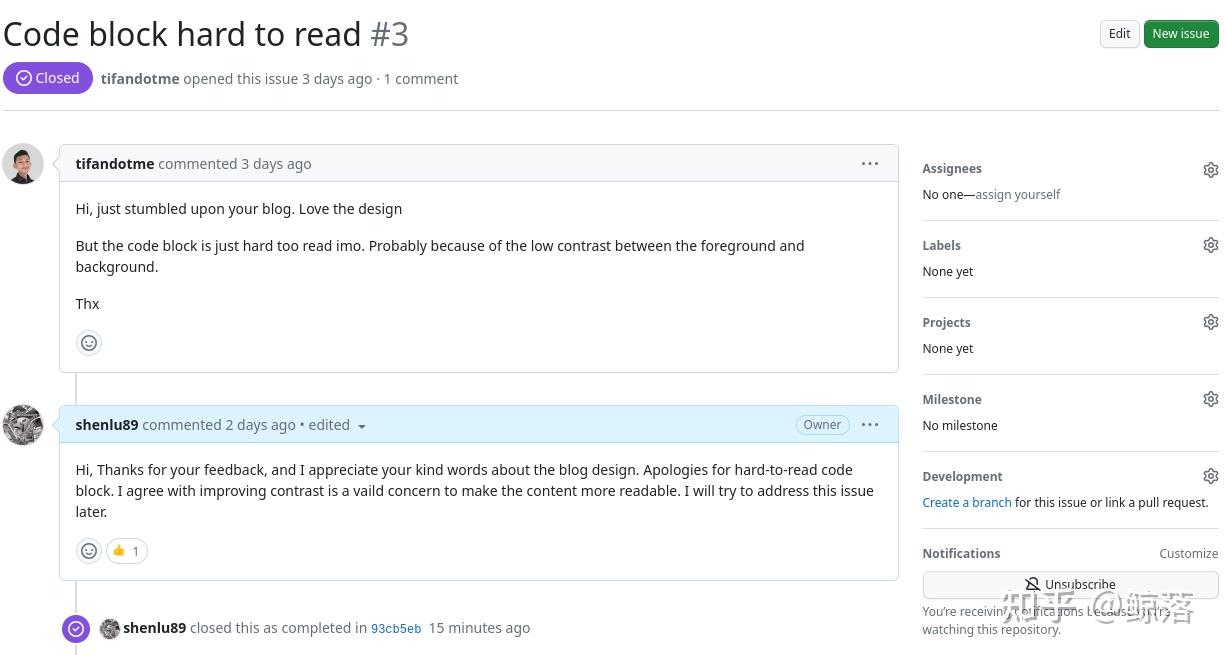 Code block hard to read #3
Edit
New issue
Closed
tifandotme opened this issue 3 days ago · 1 comment
tifandotme commented 3 days ago
Hi, just stumbled upon your blog. Love the design
But the code block is just hard too read imo. Probably because of the low contrast between the foreground and
background.
Thx
shenlu89 commented 2 days ago • edited
Owner
Hi, Thanks for your feedback, and I appreciate your kind words about the blog design. Apologies for hard-to-read code
block. I agree with improving contrast is a vaild concern to make the content more readable. I will try to address this issue
later.
👍 1
shenlu89 closed this as completed in 93cb5eb 15 minutes ago
Assignees
No one—assign yourself
Labels
None yet
Projects
None yet
Milestone
No milestone
Development
Create a branch for this issue or link a pull request.
Notifications
Customize
Unsubscribe
You're receiving notifications because you're
watching this repository.
知乎 @鲸落